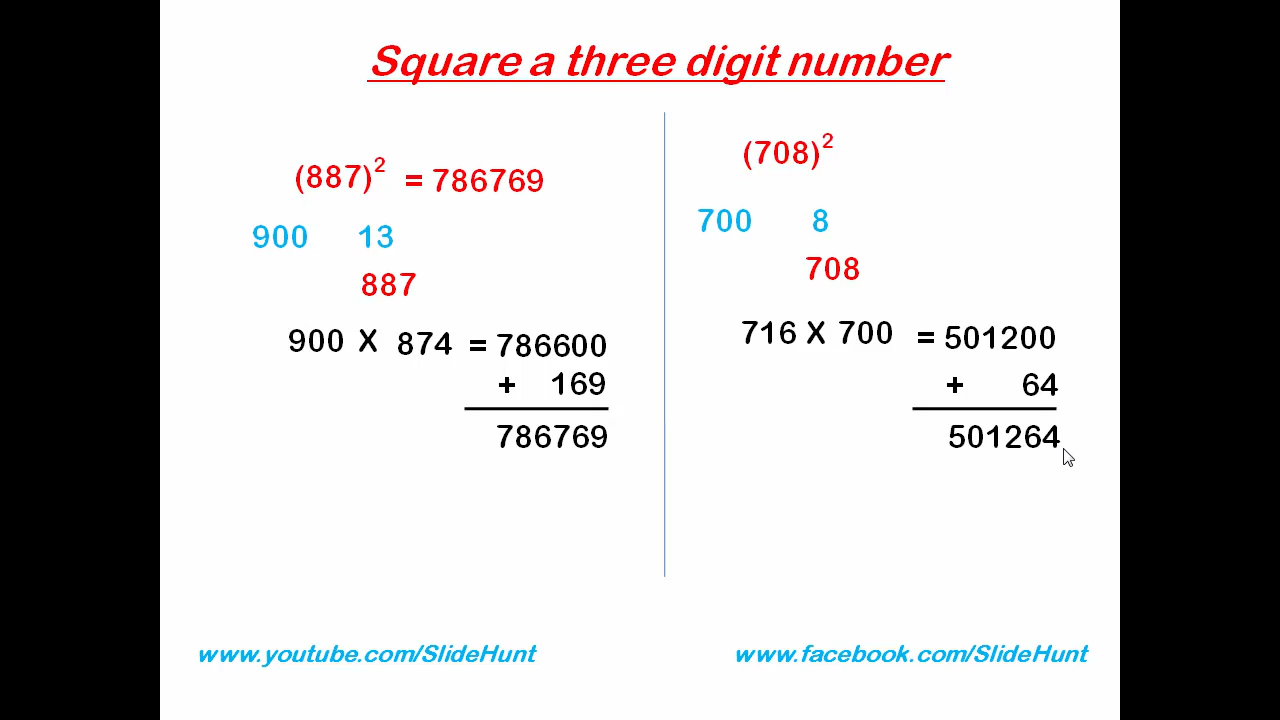 Square a three digit number
(887)² = 786769
900 13
887
900 X 874 = 786600
+ 169
786769
(708)²
700 8
708
716 X 700 = 501200
+ 64
501264
www.youtube.com/SlideHunt
www.facebook.com/SlideHunt